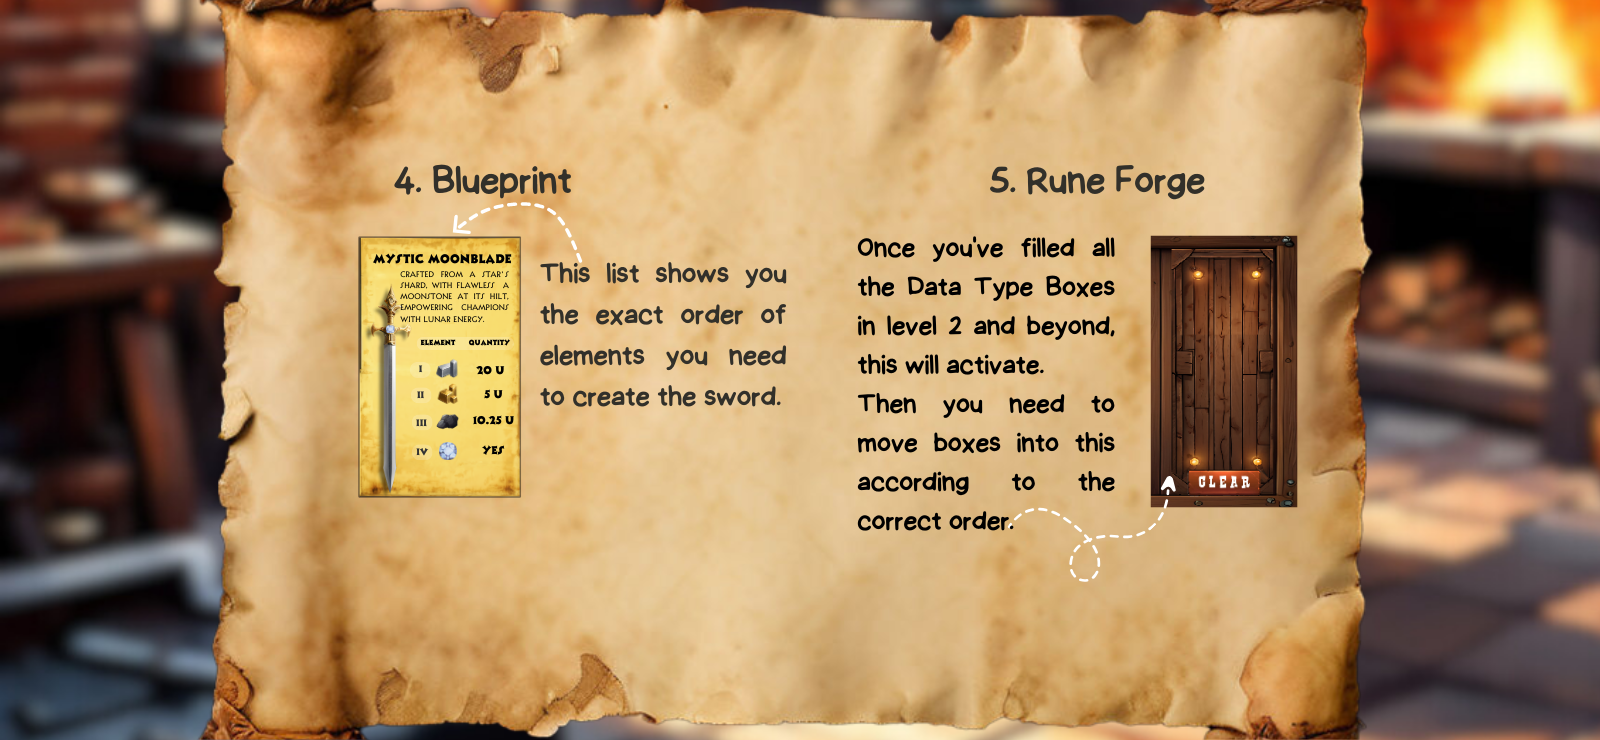 4. Blueprint
MYSTIC MOONBLADE
CRAFTED FROM A STAR'S
SHARD, WITH FLAWLESS A
MOONSTONE AT ITS HILT,
EMPOWERING CHAMPIONS
WITH LUNAR ENERGY.
ELEMENT QUANTITY
I 20 U
II 5 U
III 10.25 U
IV YES
This list shows you
the exact order of
elements you need
to create the sword.
5. Rune Forge
Once you've filled all
the Data Type Boxes
in level 2 and beyond,
this will activate.
Then you need to
move boxes into this
according to the
correct order.
CLEAR